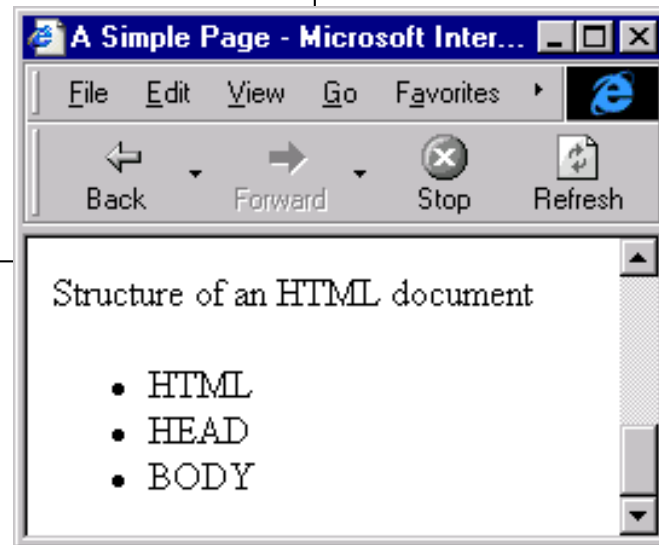 A Simple Page - Microsoft Inter...
File Edit View Go Favorites
Back Forward Stop Refresh
Structure of an HTML document
• HTML
• HEAD
• BODY